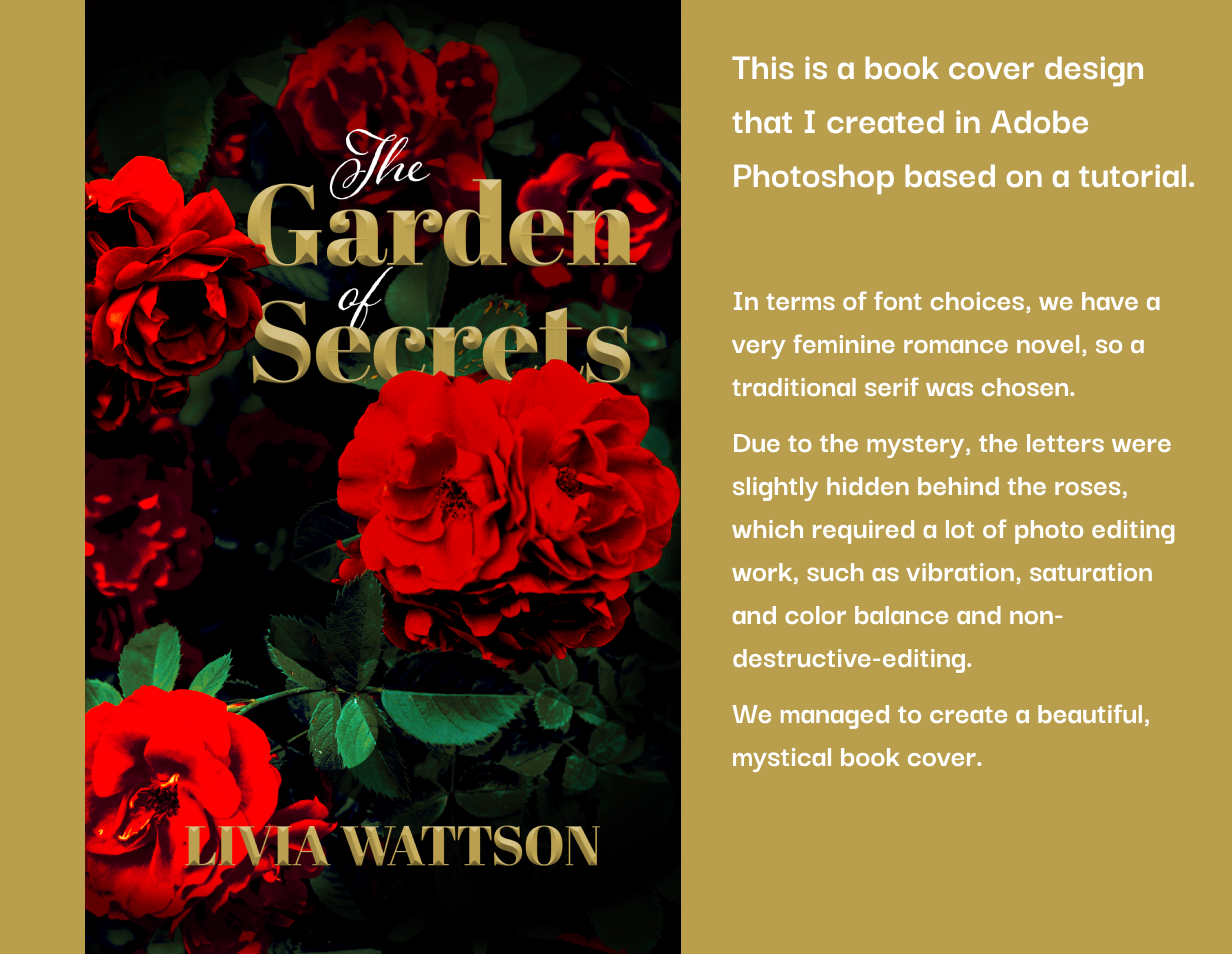 The
Garden
of
Secrets
LIVIA WATTSON
This is a book cover design
that I created in Adobe
Photoshop based on a tutorial.
In terms of font choices, we have a
very feminine romance novel, so a
traditional serif was chosen.
Due to the mystery, the letters were
slightly hidden behind the roses,
which required a lot of photo editing
work, such as vibration, saturation
and color balance and non-
destructive-editing.
We managed to create a beautiful,
mystical book cover.